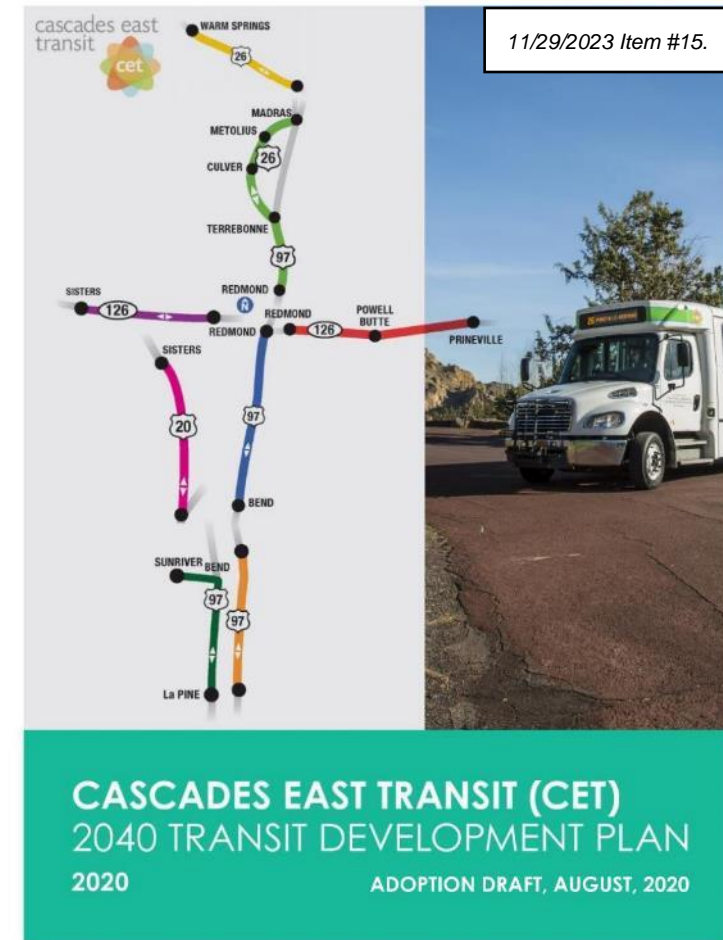 cascades east
transit
cet
11/29/2023 Item #15.
WARM SPRINGS
26
MADRAS
METOLIUS
26
CULVER
TERREBONNE
97
REDMOND
SISTERS
126
N
REDMOND
REDMOND
126
POWELL
BUTTE
PRINEVILLE
SISTERS
20
97
BEND
SUNRIVER
BEND
97
97
La PINE
CASCADES EAST TRANSIT (CET)
2040 TRANSIT DEVELOPMENT PLAN
2020
ADOPTION DRAFT, AUGUST, 2020